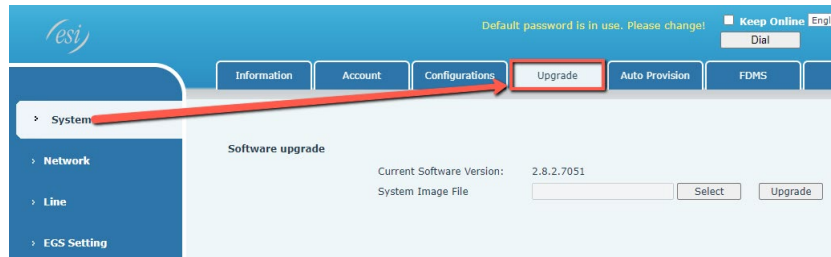 esi
Default password is in use. Please change!
Keep Online
Dial
Information Account Configurations Upgrade Auto Provision FDMS
› System
› Network
› Line
› EGS Setting
Software upgrade
Current Software Version: 2.8.2.7051
System Image File Select Upgrade